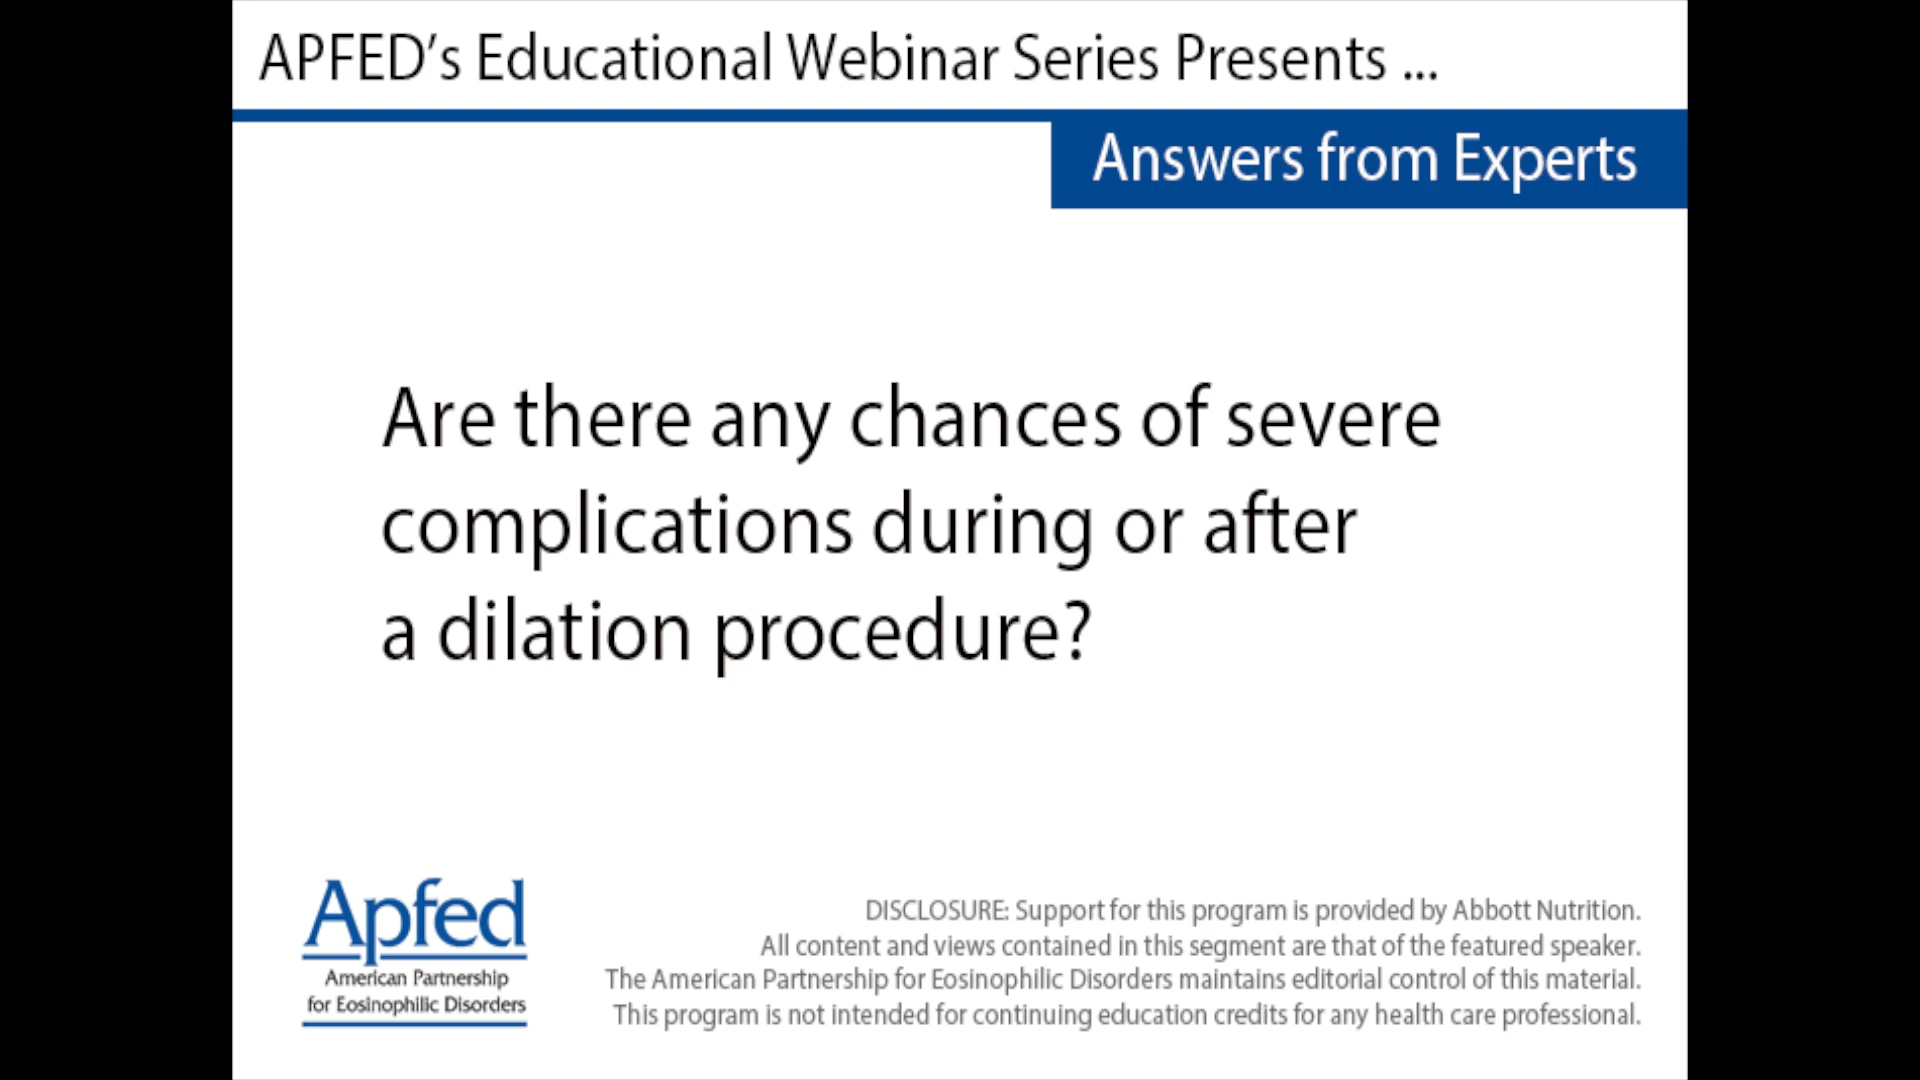 APFED’s Educational Webinar Series Presents ...
Answers from Experts
Are there any chances of severe
complications during or after
a dilation procedure?
Apfed
American Partnership
for Eosinophilic Disorders
DISCLOSURE: Support for this program is provided by Abbott Nutrition.
All content and views contained in this segment are that of the featured speaker.
The American Partnership for Eosinophilic Disorders maintains editorial control of this material.
This program is not intended for continuing education credits for any health care professional.